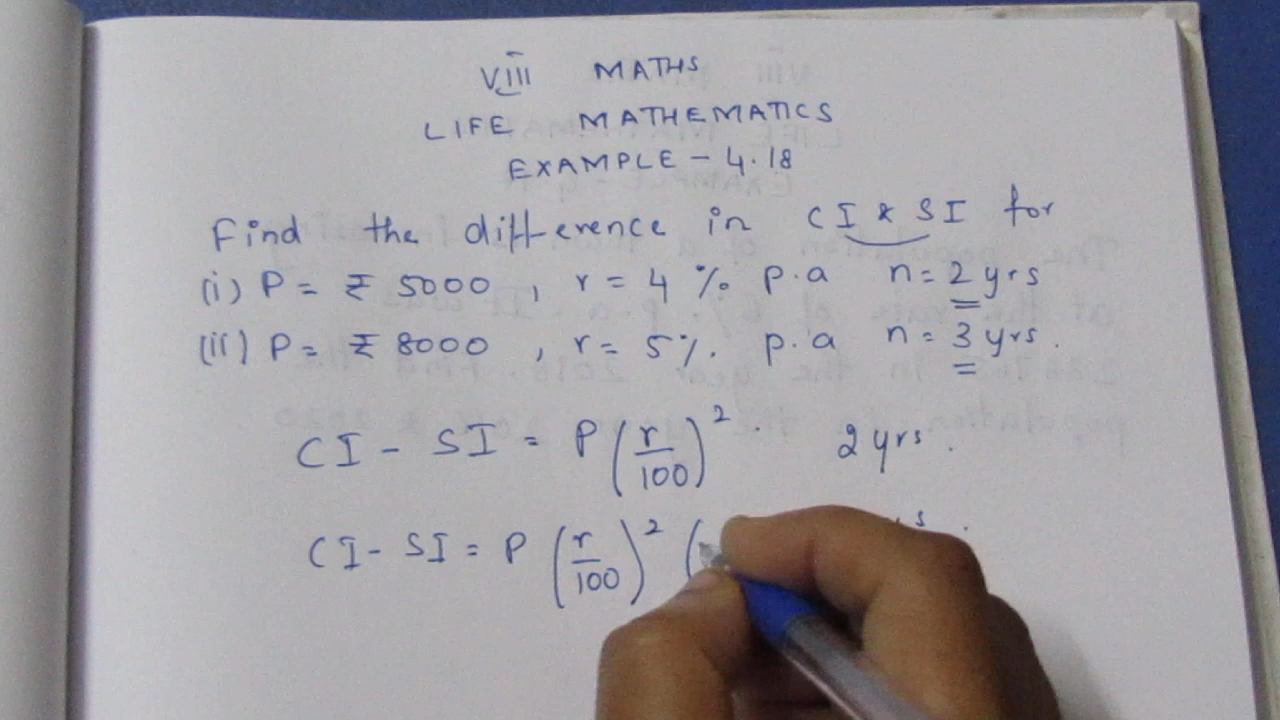 VIII MATHS
LIFE MATHEMATICS
EXAMPLE - 4.18
Find the difference in CI & SI for
(i) P = ₹ 5000 , r = 4 % p.a n = 2 yrs
(ii) P = ₹ 8000 , r = 5 %. p.a n = 3 yrs.
CI - SI = P (r/100)². 2 yrs.
CI - SI = P (r/100)² (